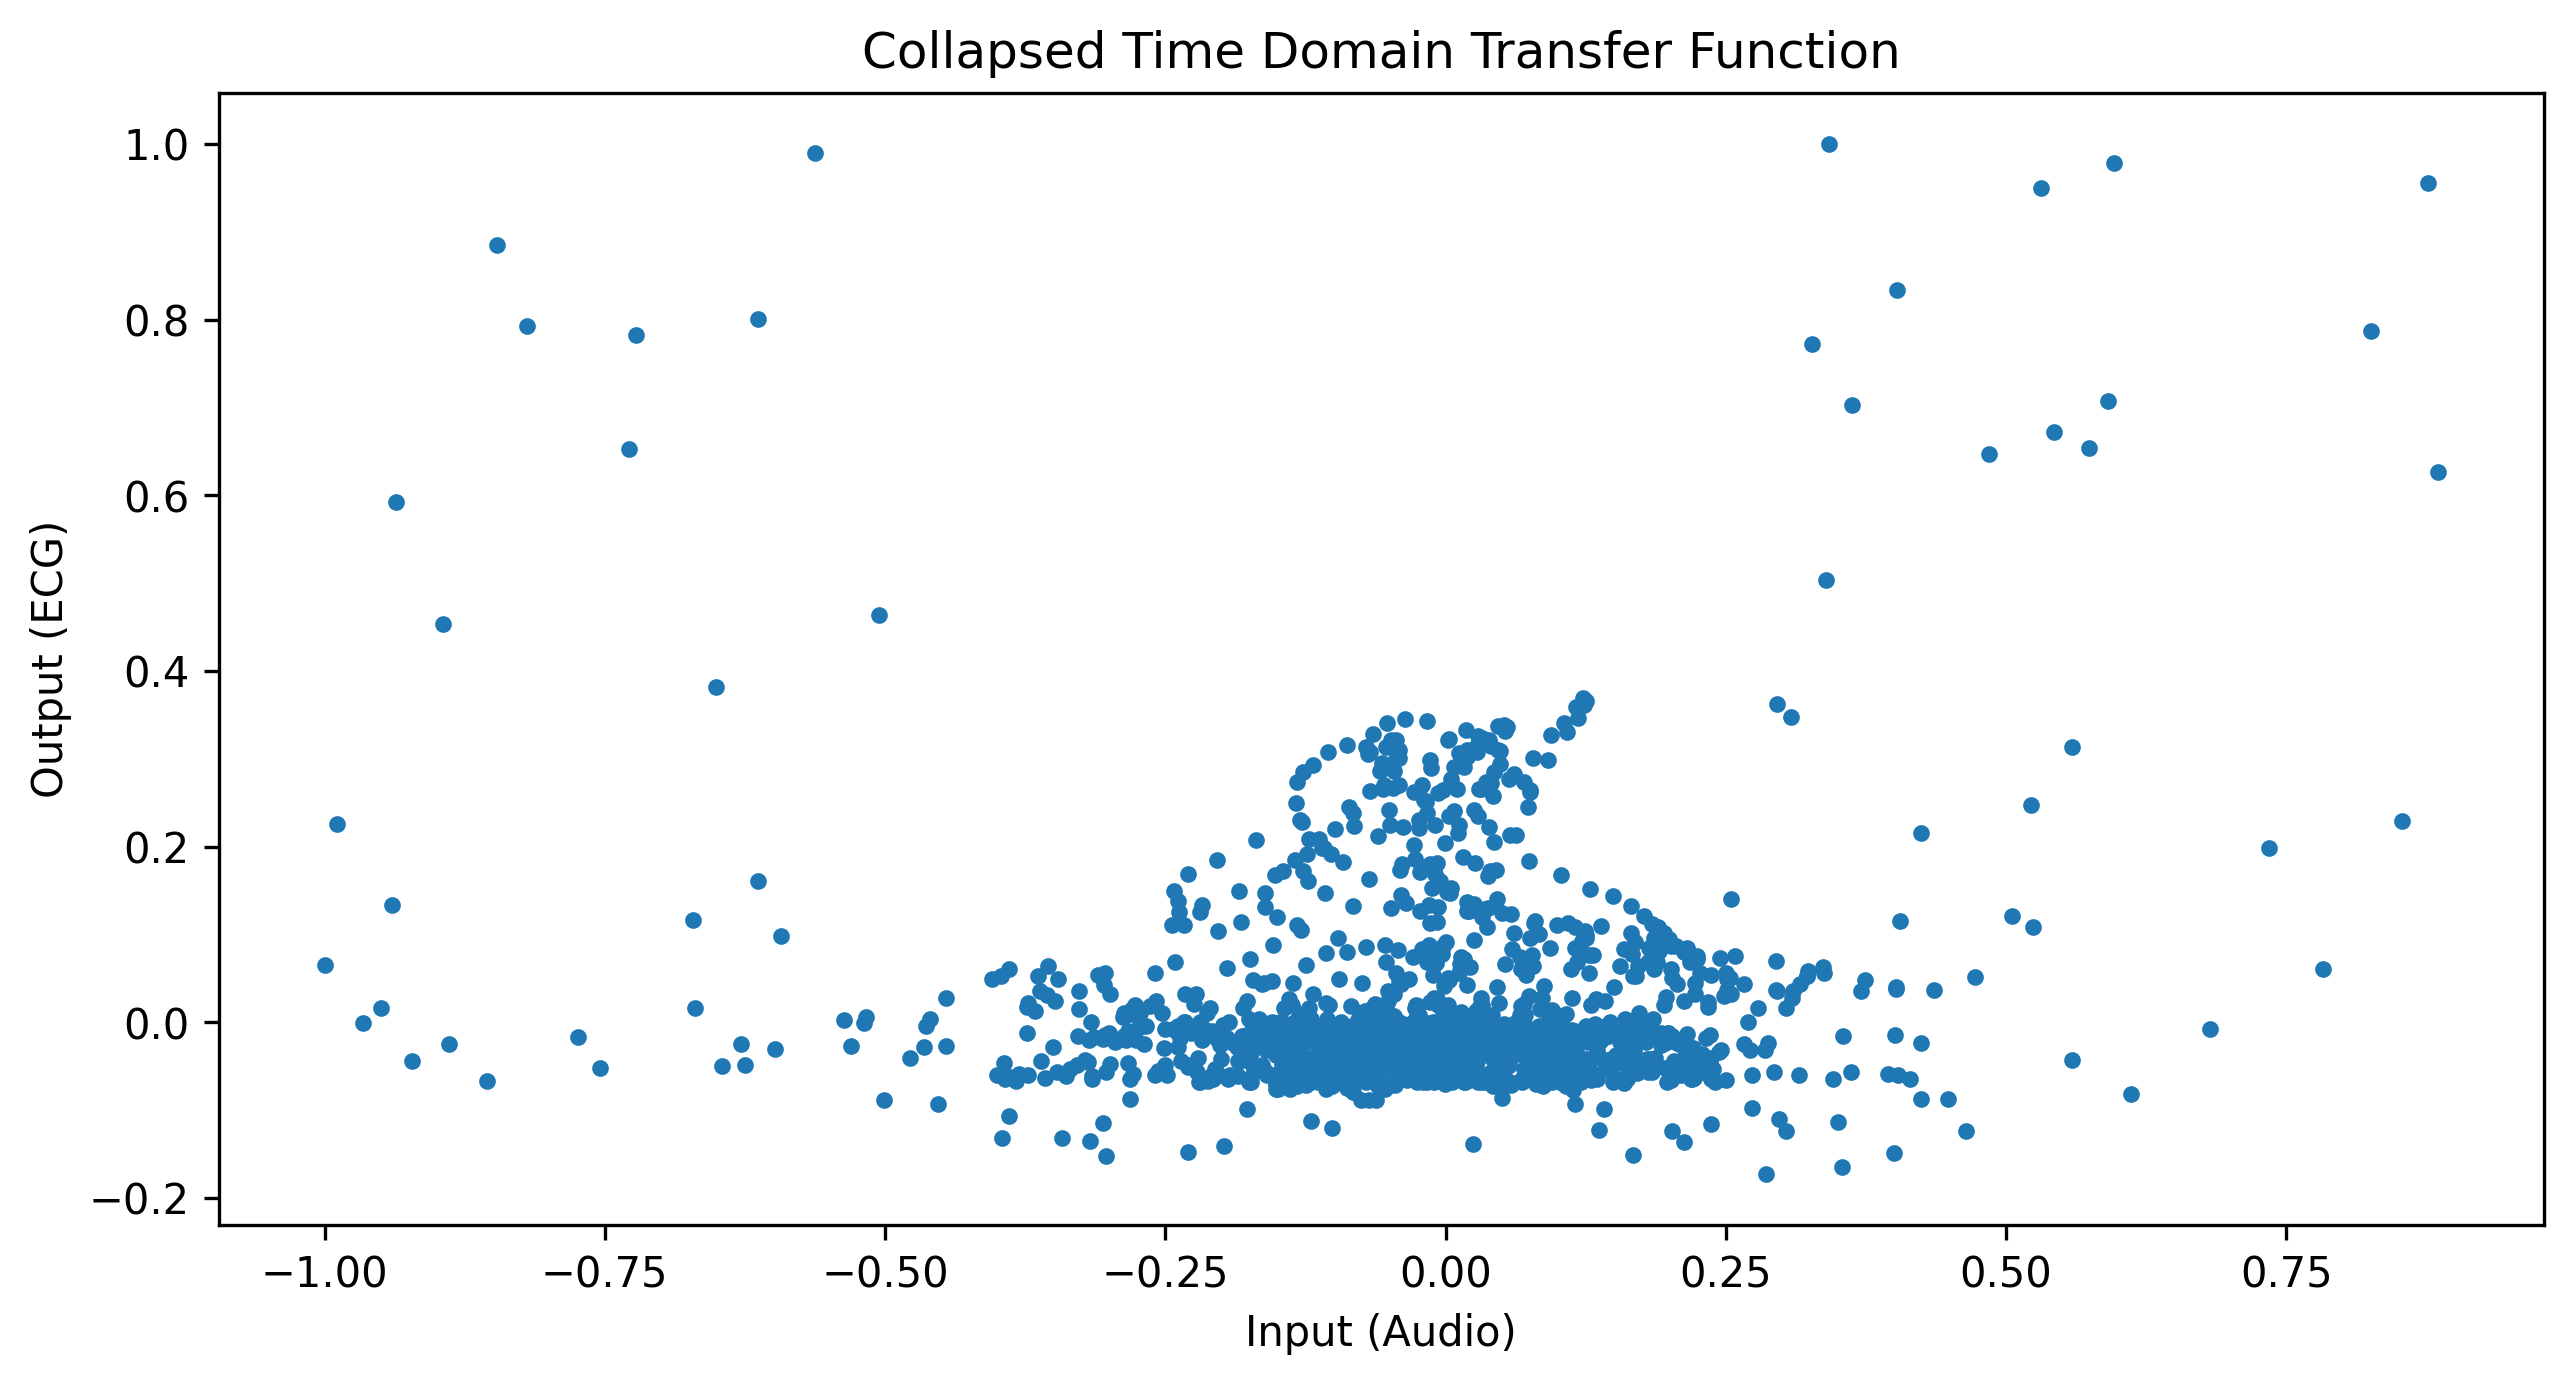 Collapsed Time Domain Transfer Function
1.0
0.8
0.6
0.4
0.2
0.0
−0.2
Output (ECG)
−1.00 −0.75 −0.50 −0.25 0.00 0.25 0.50 0.75
Input (Audio)